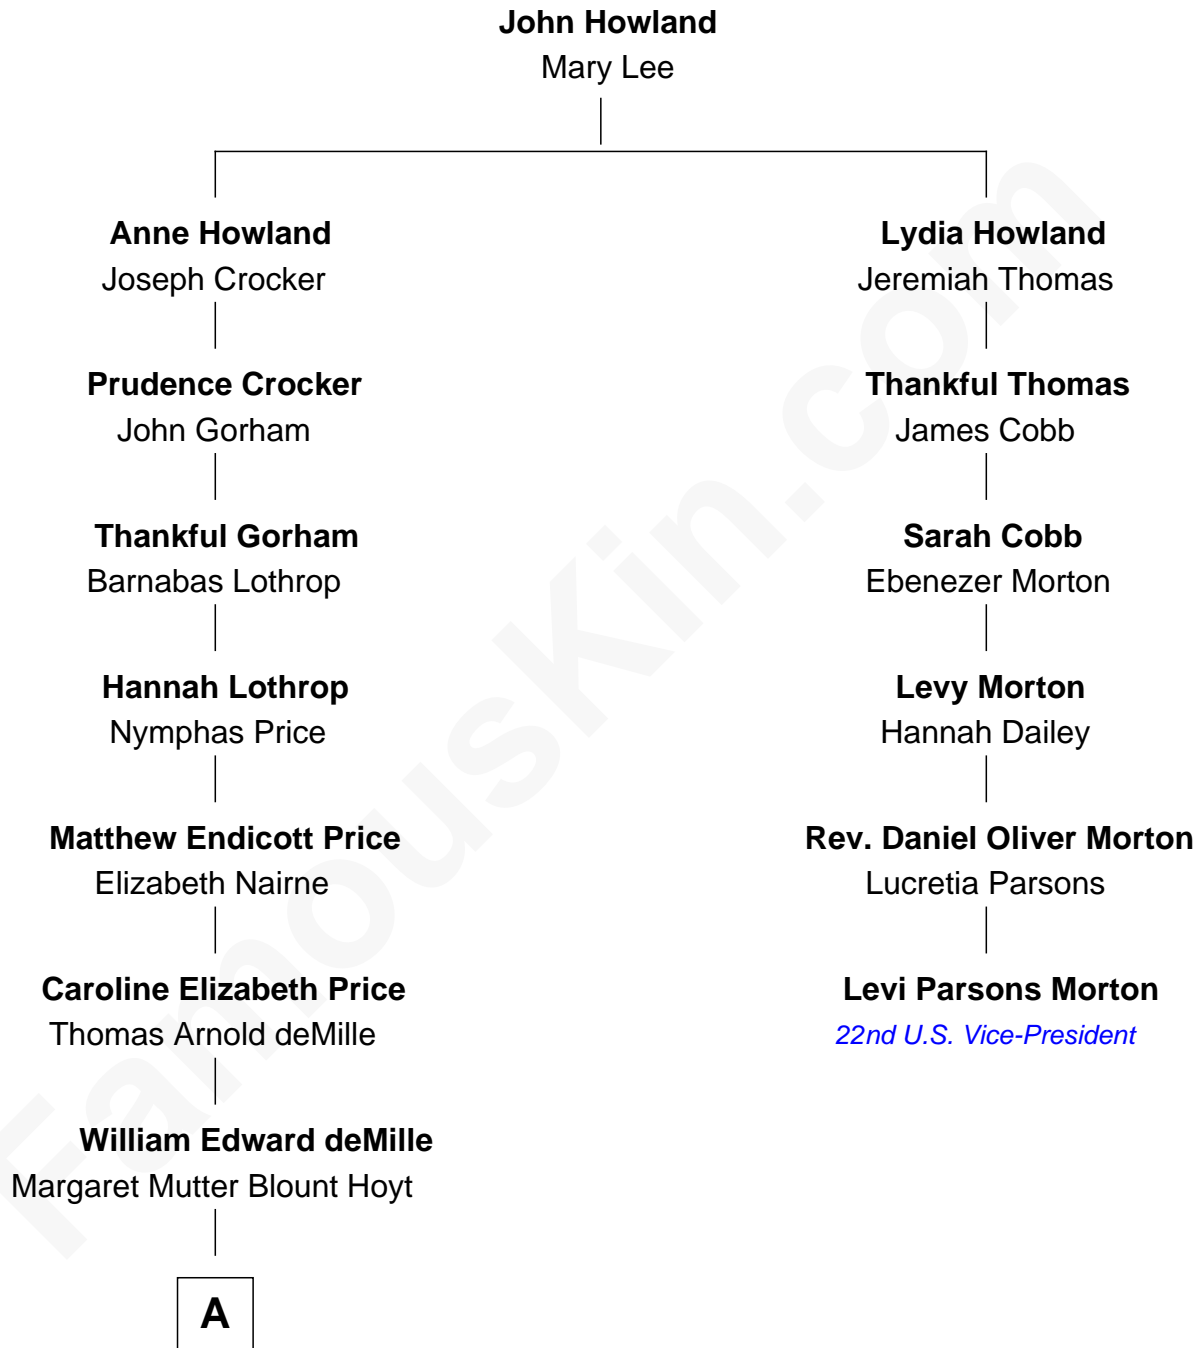 John Howland
Mary Lee
Anne Howland
Joseph Crocker
Prudence Crocker
John Gorham
Thankful Gorham
Barnabas Lothrop
Hannah Lothrop
Nymphas Price
Matthew Endicott Price
Elizabeth Nairne
Caroline Elizabeth Price
Thomas Arnold deMille
William Edward deMille
Margaret Mutter Blount Hoyt
A
Lydia Howland
Jeremiah Thomas
Thankful Thomas
James Cobb
Sarah Cobb
Ebenezer Morton
Levy Morton
Hannah Dailey
Rev. Daniel Oliver Morton
Lucretia Parsons
Levi Parsons Morton
22nd U.S. Vice-President
FamousKin.com